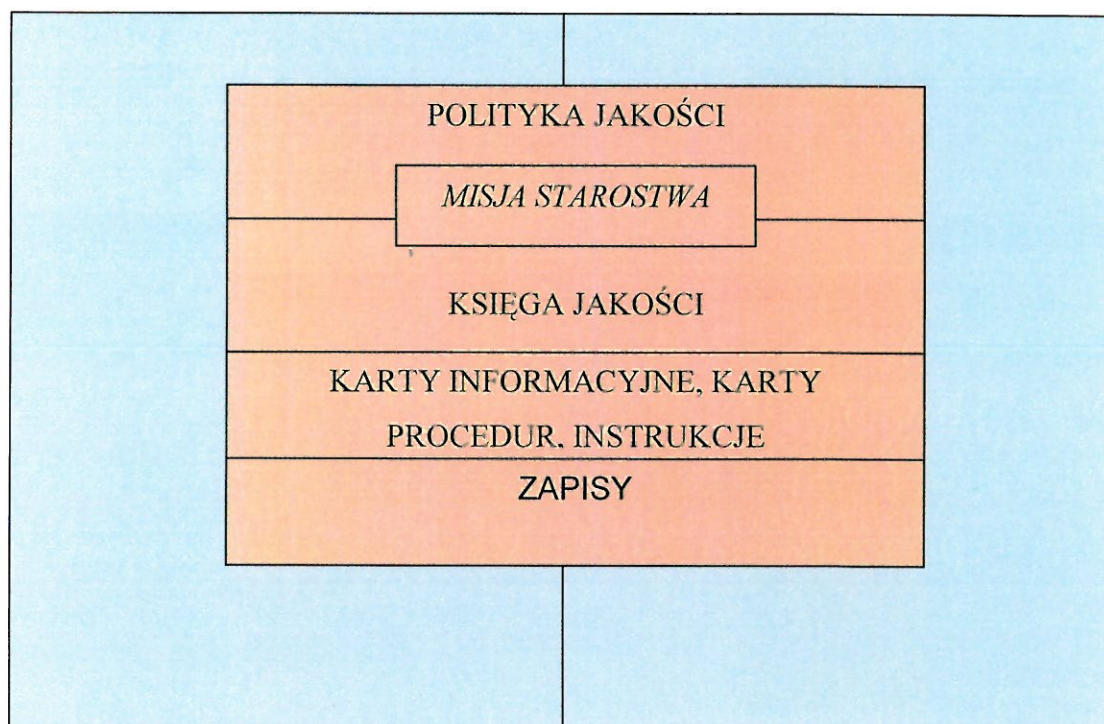 POLITYKA JAKOŚCI
MISJA STAROSTWA
KSIĘGA JAKOŚCI
KARTY INFORMACYJNE, KARTY
PROCEDUR, INSTRUKCJE
ZAPISY